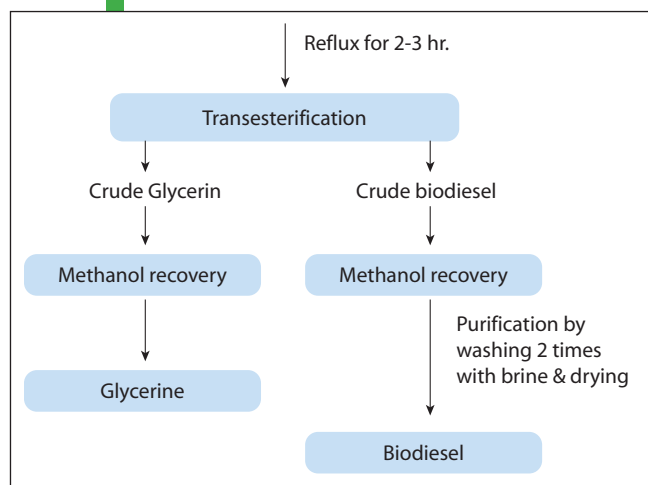 Reflux for 2-3 hr.
Transesterification
Crude Glycerin
Crude biodiesel
Methanol recovery
Methanol recovery
Purification by
washing 2 times
with brine & drying
Glycerine
Biodiesel